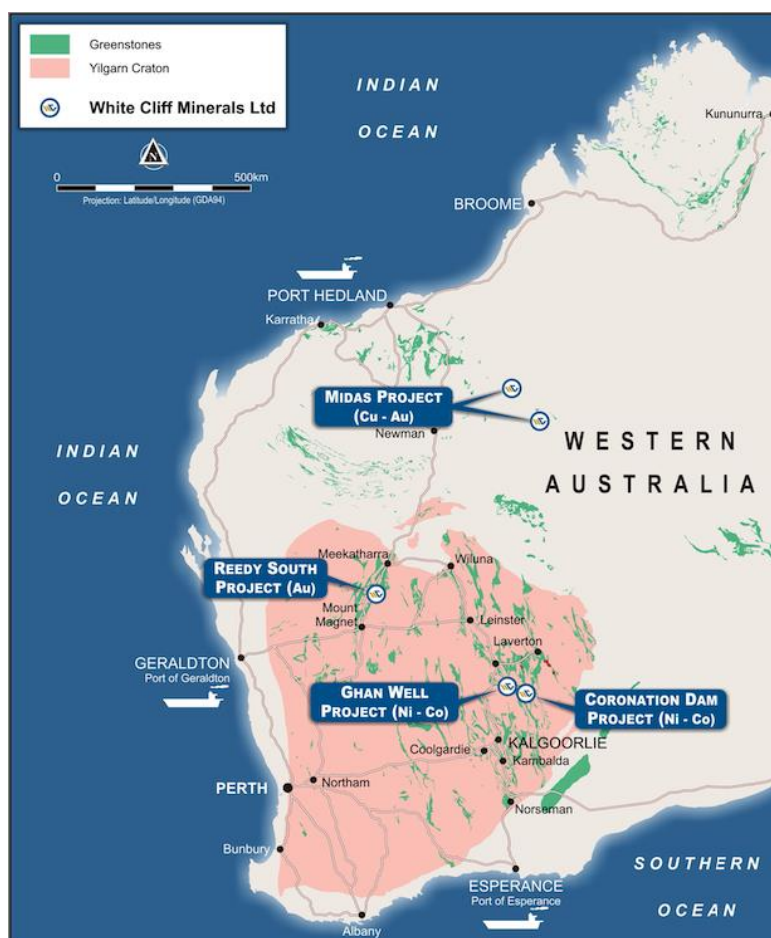 Greenstones
Yilgarn Craton
White Cliff Minerals Ltd
N
0
500km
Projection: Latitude/Longitude (GDA94)
INDIAN
OCEAN
Kununurra
BROOME
PORT HEDLAND
Karratha
MIDAS PROJECT
(Cu - Au)
Newman
WESTERN
AUSTRALIA
INDIAN
OCEAN
Meekatharra
Wiluna
REEDY SOUTH
PROJECT (Au)
Mount
Magnet
Leinster
Laverton
GERALDTON
Port of Geraldton
GHAN WELL
PROJECT (Ni - Co)
CORONATION DAM
PROJECT (Ni - Co)
KALGOORLIE
Coolgardie
Kambalda
PERTH
Northam
Norseman
Bunbury
ESPERANCE
Port of Esperance
Albany
SOUTHERN
OCEAN